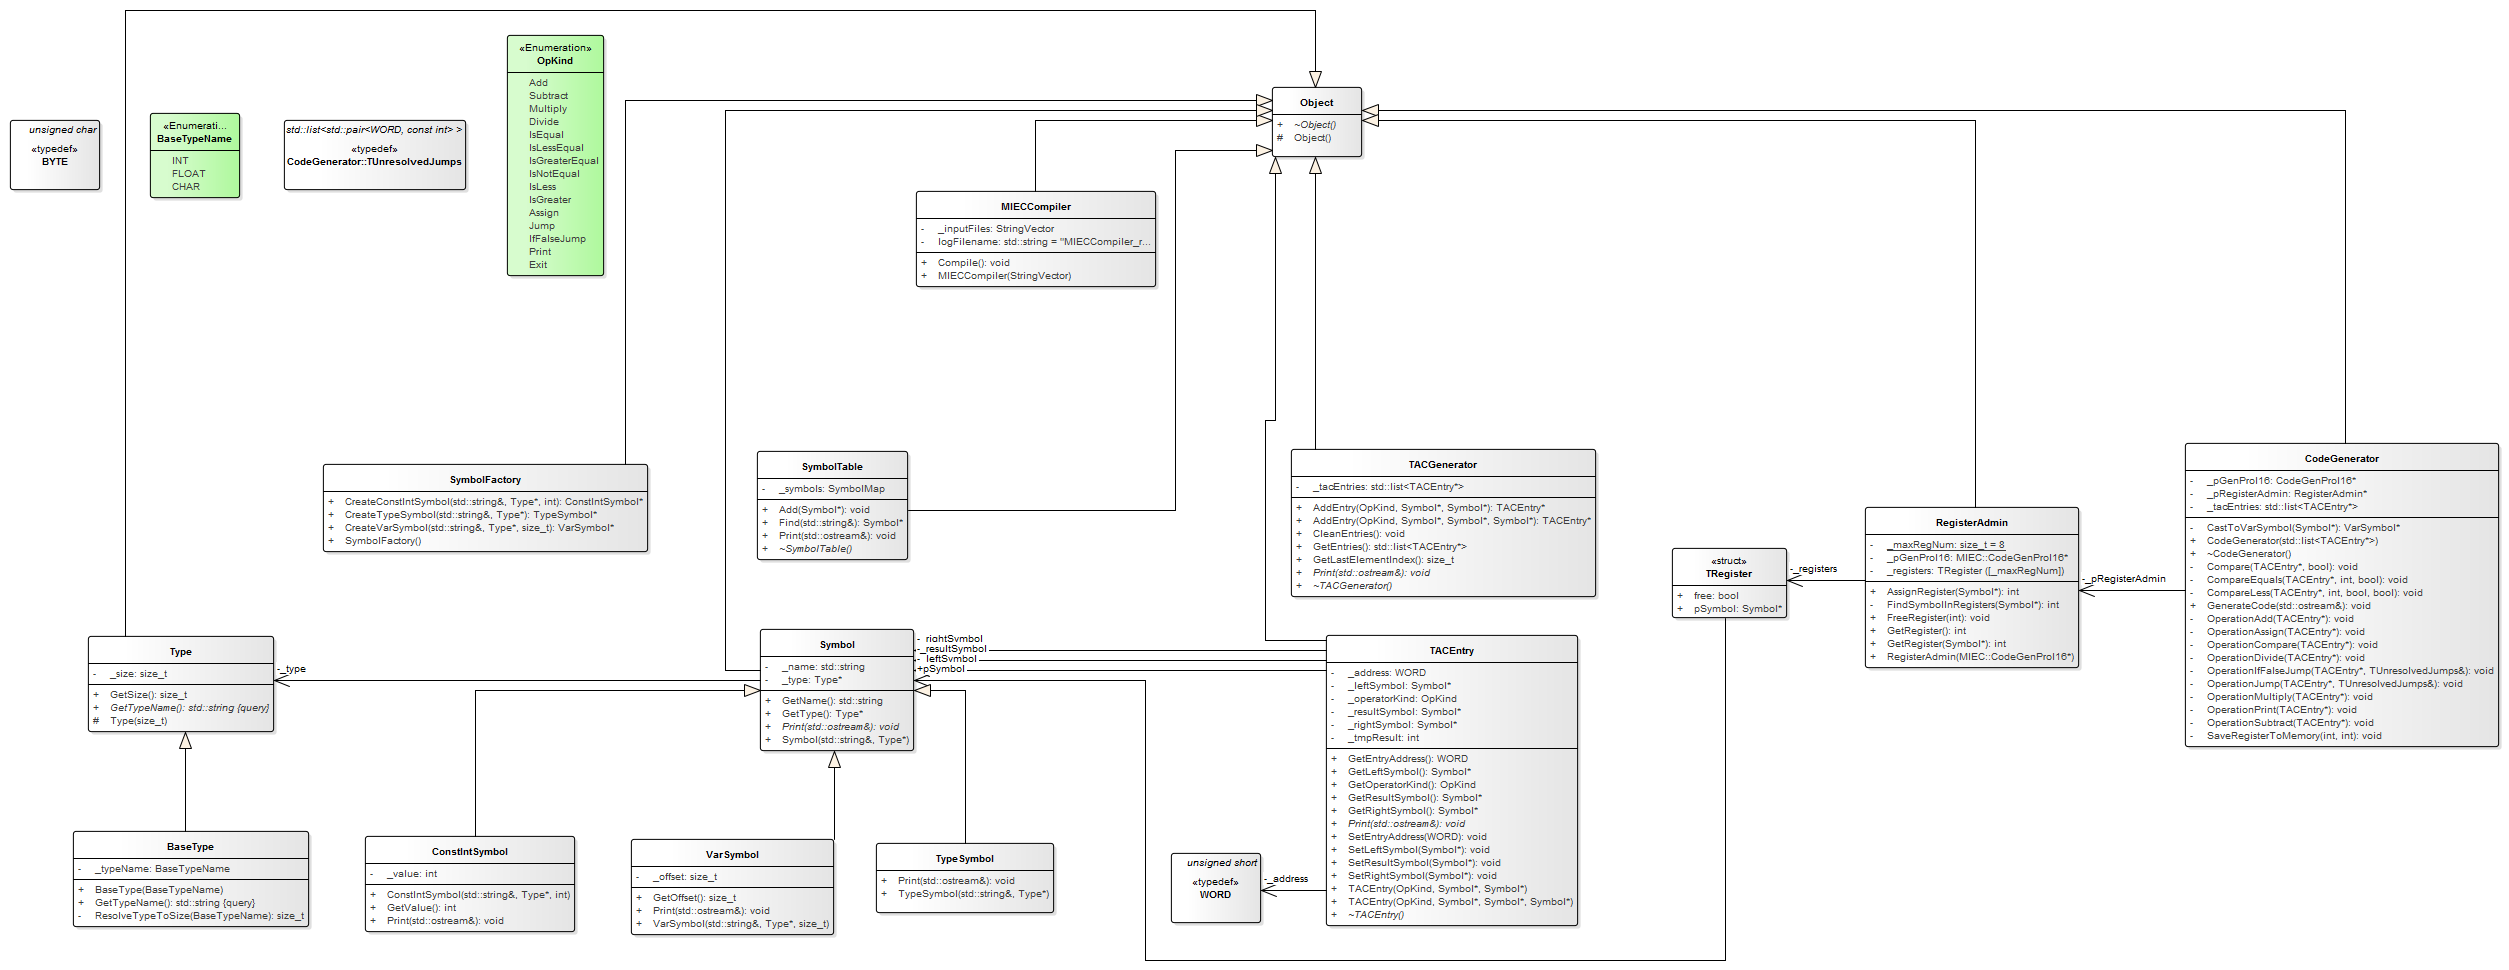 unsigned char
«typedef»
BYTE
«Enumerati...
BaseTypeName
INT
FLOAT
CHAR
std::list<std::pair<WORD, const int> >
«typedef»
CodeGenerator::TUnresolvedJumps
«Enumeration»
OpKind
Add
Subtract
Multiply
Divide
IsEqual
IsLessEqual
IsGreaterEqual
IsNotEqual
IsLess
IsGreater
Assign
Jump
IfFalseJump
Print
Exit
Object
+ ~Object()
# Object()
MIECCompiler
- _inputFiles: StringVector
- logFilename: std::string = "MIECCompiler_r...
+ Compile(): void
+ MIECCompiler(StringVector)
SymbolFactory
+ CreateConstIntSymbol(std::string&, Type*, int): ConstIntSymbol*
+ CreateTypeSymbol(std::string&, Type*): TypeSymbol*
+ CreateVarSymbol(std::string&, Type*, size_t): VarSymbol*
+ SymbolFactory()
SymbolTable
- _symbols: SymbolMap
+ Add(Symbol*): void
+ Find(std::string&): Symbol*
+ Print(std::ostream&): void
+ ~SymbolTable()
TACGenerator
- _tacEntries: std::list<TACEntry*>
+ AddEntry(OpKind, Symbol*, Symbol*): TACEntry*
+ AddEntry(OpKind, Symbol*, Symbol*, Symbol*): TACEntry*
+ CleanEntries(): void
+ GetEntries(): std::list<TACEntry*>
+ GetLastElementIndex(): size_t
+ Print(std::ostream&): void
+ ~TACGenerator()
«struct»
TRegister
+ free: bool
+ pSymbol: Symbol*
-_registers
RegisterAdmin
- _maxRegNum: size_t = 8
- _pGenProl16: MIEC::CodeGenProl16*
- _registers: TRegister ([_maxRegNum])
+ AssignRegister(Symbol*): int
- FindSymbolInRegisters(Symbol*): int
+ FreeRegister(int): void
+ GetRegister(): int
+ GetRegister(Symbol*): int
+ RegisterAdmin(MIEC::CodeGenProl16*)
-_pRegisterAdmin
CodeGenerator
- _pGenProl16: CodeGenProl16*
- _pRegisterAdmin: RegisterAdmin*
- _tacEntries: std::list<TACEntry*>
- CastToVarSymbol(Symbol*): VarSymbol*
+ CodeGenerator(std::list<TACEntry*>)
+ ~CodeGenerator()
- Compare(TACEntry*, bool): void
- CompareEquals(TACEntry*, int, bool): void
- CompareLess(TACEntry*, int, bool, bool): void
+ GenerateCode(std::ostream&): void
- OperationAdd(TACEntry*): void
- OperationAssign(TACEntry*): void
- OperationCompare(TACEntry*): void
- OperationDivide(TACEntry*): void
- OperationIfFalseJump(TACEntry*, TUnresolvedJumps&): void
- OperationJump(TACEntry*, TUnresolvedJumps&): void
- OperationMultiply(TACEntry*): void
- OperationPrint(TACEntry*): void
- OperationSubtract(TACEntry*): void
- SaveRegisterToMemory(int, int): void
Type
- _size: size_t
+ GetSize(): size_t
+ GetTypeName(): std::string {query}
# Type(size_t)
-_type
Symbol
- _name: std::string
- _type: Type*
+ GetName(): std::string
+ GetType(): Type*
+ Print(std::ostream&): void
+ Symbol(std::string&, Type*)
-_rightSymbol
-_resultSymbol
-_leftSymbol
+pSymbol
TACEntry
- _address: WORD
- _leftSymbol: Symbol*
- _operatorKind: OpKind
- _resultSymbol: Symbol*
- _rightSymbol: Symbol*
- _tmpResult: int
+ GetEntryAddress(): WORD
+ GetLeftSymbol(): Symbol*
+ GetOperatorKind(): OpKind
+ GetResultSymbol(): Symbol*
+ GetRightSymbol(): Symbol*
+ Print(std::ostream&): void
+ SetEntryAddress(WORD): void
+ SetLeftSymbol(Symbol*): void
+ SetResultSymbol(Symbol*): void
+ SetRightSymbol(Symbol*): void
+ TACEntry(OpKind, Symbol*, Symbol*)
+ TACEntry(OpKind, Symbol*, Symbol*, Symbol*)
+ ~TACEntry()
BaseType
- _typeName: BaseTypeName
+ BaseType(BaseTypeName)
+ GetTypeName(): std::string {query}
- ResolveTypeToSize(BaseTypeName): size_t
ConstIntSymbol
- _value: int
+ ConstIntSymbol(std::string&, Type*, int)
+ GetValue(): int
+ Print(std::ostream&): void
VarSymbol
- _offset: size_t
+ GetOffset(): size_t
+ Print(std::ostream&): void
+ VarSymbol(std::string&, Type*, size_t)
TypeSymbol
+ Print(std::ostream&): void
+ TypeSymbol(std::string&, Type*)
unsigned short
«typedef»
WORD
-_address